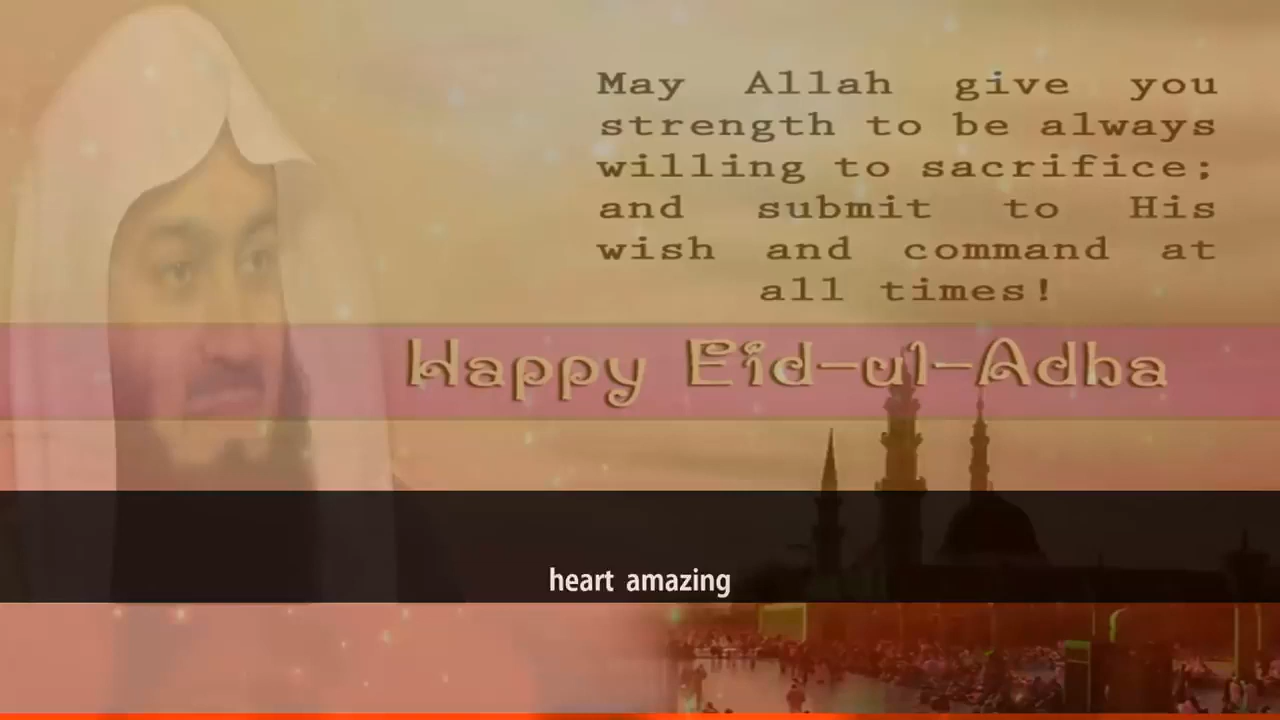 May Allah give you
strength to be always
willing to sacrifice;
and submit to His
wish and command at
all times!
Happy Eid-ul-Adha
heart amazing